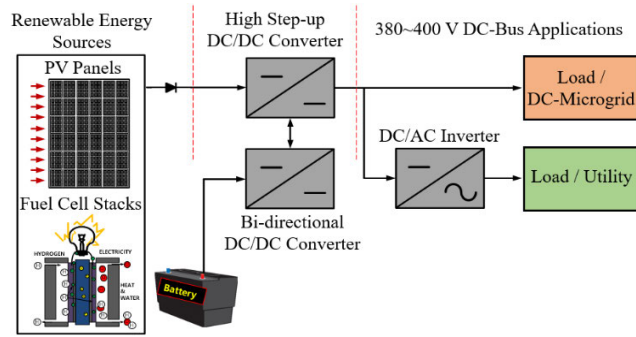 Renewable Energy
Sources
PV Panels
Fuel Cell Stacks
HYDROGEN
ELECTRICITY
HEAT
&
WATER
High Step-up
DC/DC Converter
Bi-directional
DC/DC Converter
Battery
380~400 V DC-Bus Applications
DC/AC Inverter
Load /
DC-Microgrid
Load / Utility